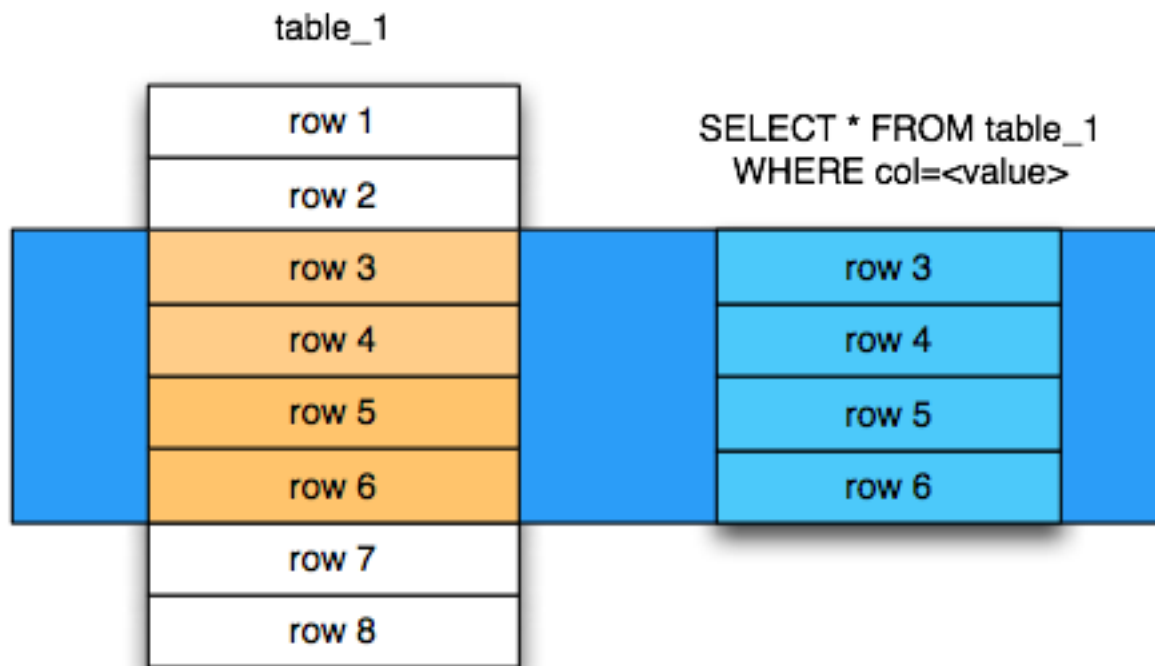 table_1
row 1
row 2
row 3
row 4
row 5
row 6
row 7
row 8
SELECT * FROM table_1
WHERE col=<value>
row 3
row 4
row 5
row 6